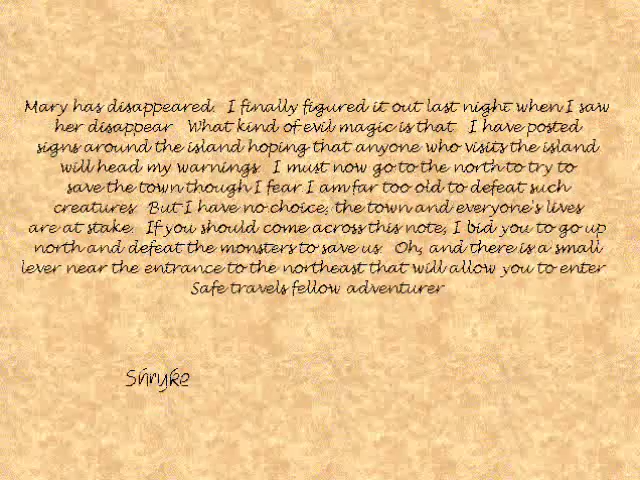 Mary has disappeared. I finally figured it out last night when I saw
her disappear. What kind of evil magic is that. I have posted
signs around the island hoping that anyone who visits the island
will head my warnings. I must now go to the north to try to
save the town though I fear I am far too old to defeat such
creatures. But I have no choice, the town and everyone's lives
are at stake. If you should come across this note, I bid you to go up
north and defeat the monsters to save us. Oh, and there is a small
lever near the entrance to the northeast that will allow you to enter.
Safe travels fellow adventurer
Shryke